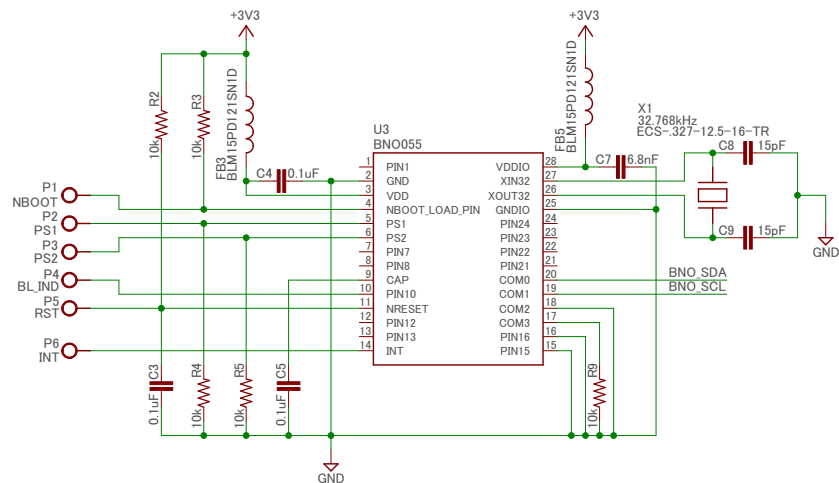 +3V3
+3V3
R2
10k
R3
10k
FB3
BLM15PD121SN1D
C4
0.1uF
U3
BNO055
FB5
BLM15PD121SN1D
C7
6.8nF
X1
32.768kHz
ECS-.327-12.5-16-TR
C8
15pF
C9
15pF
GND
P1
NBOOT
P2
PS1
P3
PS2
P4
BL_IND
P5
RST
P6
INT
1 PIN1
2 GND
3 VDD
4 NBOOT_LOAD_PIN
5 PS1
6 PS2
7 PIN7
8 PIN8
9 CAP
10 PIN10
11 NRESET
12 PIN12
13 PIN13
14 INT
VDDIO 28
XIN32 27
XOUT32 26
GNDIO 25
PIN24 24
PIN23 23
PIN22 22
PIN21 21
COM0 20
COM1 19
COM2 18
COM3 17
PIN16 16
PIN15 15
BNO_SDA
BNO_SCL
C3
0.1uF
R4
10k
R5
10k
C5
0.1uF
R9
10k
GND